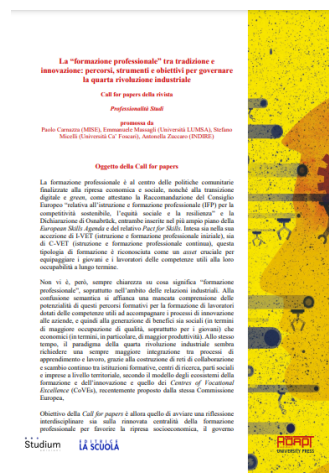 La “formazione professionale” tra tradizione e
innovazione: percorsi, strumenti e obiettivi per governare
la quarta rivoluzione industriale
Call for papers della rivista
Professionalità Studi
promossa da
Paolo Carnazza (MISE), Emmanuele Massagli (Università LUMSA), Stefano
Micelli (Università Ca’ Foscari), Antonella Zuccaro (INDIRE)
Oggetto della Call for papers
La formazione professionale è al centro delle politiche comunitarie
finalizzate alla ripresa economica e sociale, nonché alla transizione
digitale e green, come attestano la Raccomandazione del Consiglio
Europeo “relativa all’istruzione e formazione professionale (IFP) per la
competitività sostenibile, l’equità sociale e la resilienza” e la
Dichiarazione di Osnabrück, entrambe inserite nel più ampio piano della
European Skills Agenda e del relativo Pact for Skills. Intesa sia nella sua
accezione di I-VET (istruzione e formazione professionale iniziale), sia
di C-VET (istruzione e formazione professionale continua), questa
tipologia di formazione è riconosciuta come un asset cruciale per
equipaggiare i giovani e i lavoratori delle competenze utili alla loro
occupabilità a lungo termine.
Non vi è, però, sempre chiarezza su cosa significa “formazione
professionale”, soprattutto nell’ambito delle relazioni industriali. Alla
confusione semantica si affianca una mancata comprensione delle
potenzialità di questi percorsi formativi per la formazione di lavoratori
dotati delle competenze utili ad accompagnare i processi di innovazione
alle aziende, e quindi alla generazione di benefici sia sociali (in termini
di maggiore occupazione di qualità, soprattutto per i giovani) che
economici (in termini, in particolare, di maggiore produttività). Allo stesso
tempo, il paradigma della quarta rivoluzione industriale sembra
richiedere una sempre maggiore integrazione tra processi di
apprendimento e lavoro, grazie alla costruzione di reti di collaborazione
e scambio continuo tra istituzioni formative, centri di ricerca, parti sociali
e imprese a livello territoriale, secondo il modello degli ecosistemi della
formazione e dell’innovazione e quello dei Centres of Vocational
Excellence (CoVEs), recentemente proposto dalla stessa Commissione
Europea,
Obiettivo della Call for papers è allora quello di avviare una riflessione
interdisciplinare sulla rinnovata centralità della formazione
professionale per favorire la ripresa socioeconomica, il governo
Studium
EDITRICE
LA SCUOLA
ADAPT
UNIVERSITY PRESS